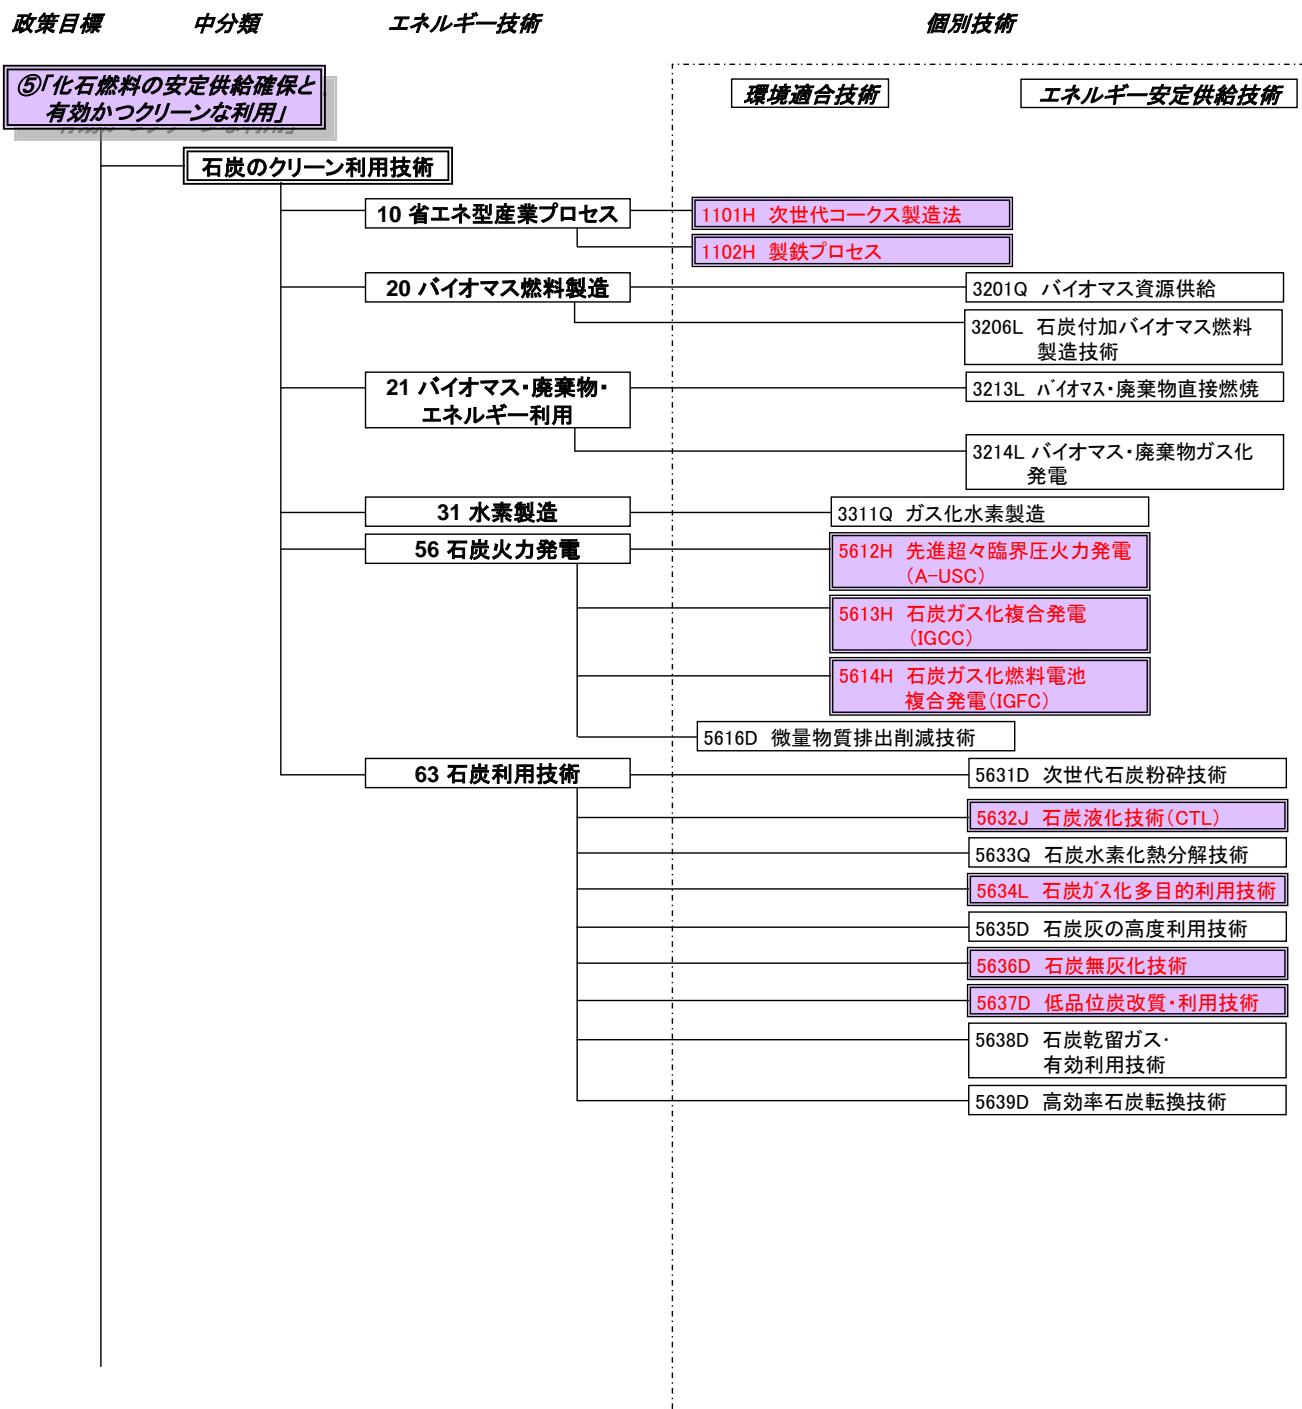 政策目標 中分類 エネルギー技術 個別技術
⑤「化石燃料の安定供給確保と
有効かつクリーンな利用」
環境適合技術 エネルギー安定供給技術
石炭のクリーン利用技術
10 省エネ型産業プロセス
1101H 次世代コークス製造法
1102H 製鉄プロセス
20 バイオマス燃料製造
3201Q バイオマス資源供給
3206L 石炭付加バイオマス燃料
製造技術
21 バイオマス・廃棄物・
エネルギー利用
3213L バイオマス・廃棄物直接燃焼
3214L バイオマス・廃棄物ガス化
発電
31 水素製造
3311Q ガス化水素製造
56 石炭火力発電
5612H 先進超々臨界圧火力発電
(A-USC)
5613H 石炭ガス化複合発電
(IGCC)
5614H 石炭ガス化燃料電池
複合発電(IGFC)
5616D 微量物質排出削減技術
63 石炭利用技術
5631D 次世代石炭粉砕技術
5632J 石炭液化技術(CTL)
5633Q 石炭水素化熱分解技術
5634L 石炭ガス化多目的利用技術
5635D 石炭灰の高度利用技術
5636D 石炭無灰化技術
5637D 低品位炭改質・利用技術
5638D 石炭乾留ガス・
有効利用技術
5639D 高効率石炭転換技術